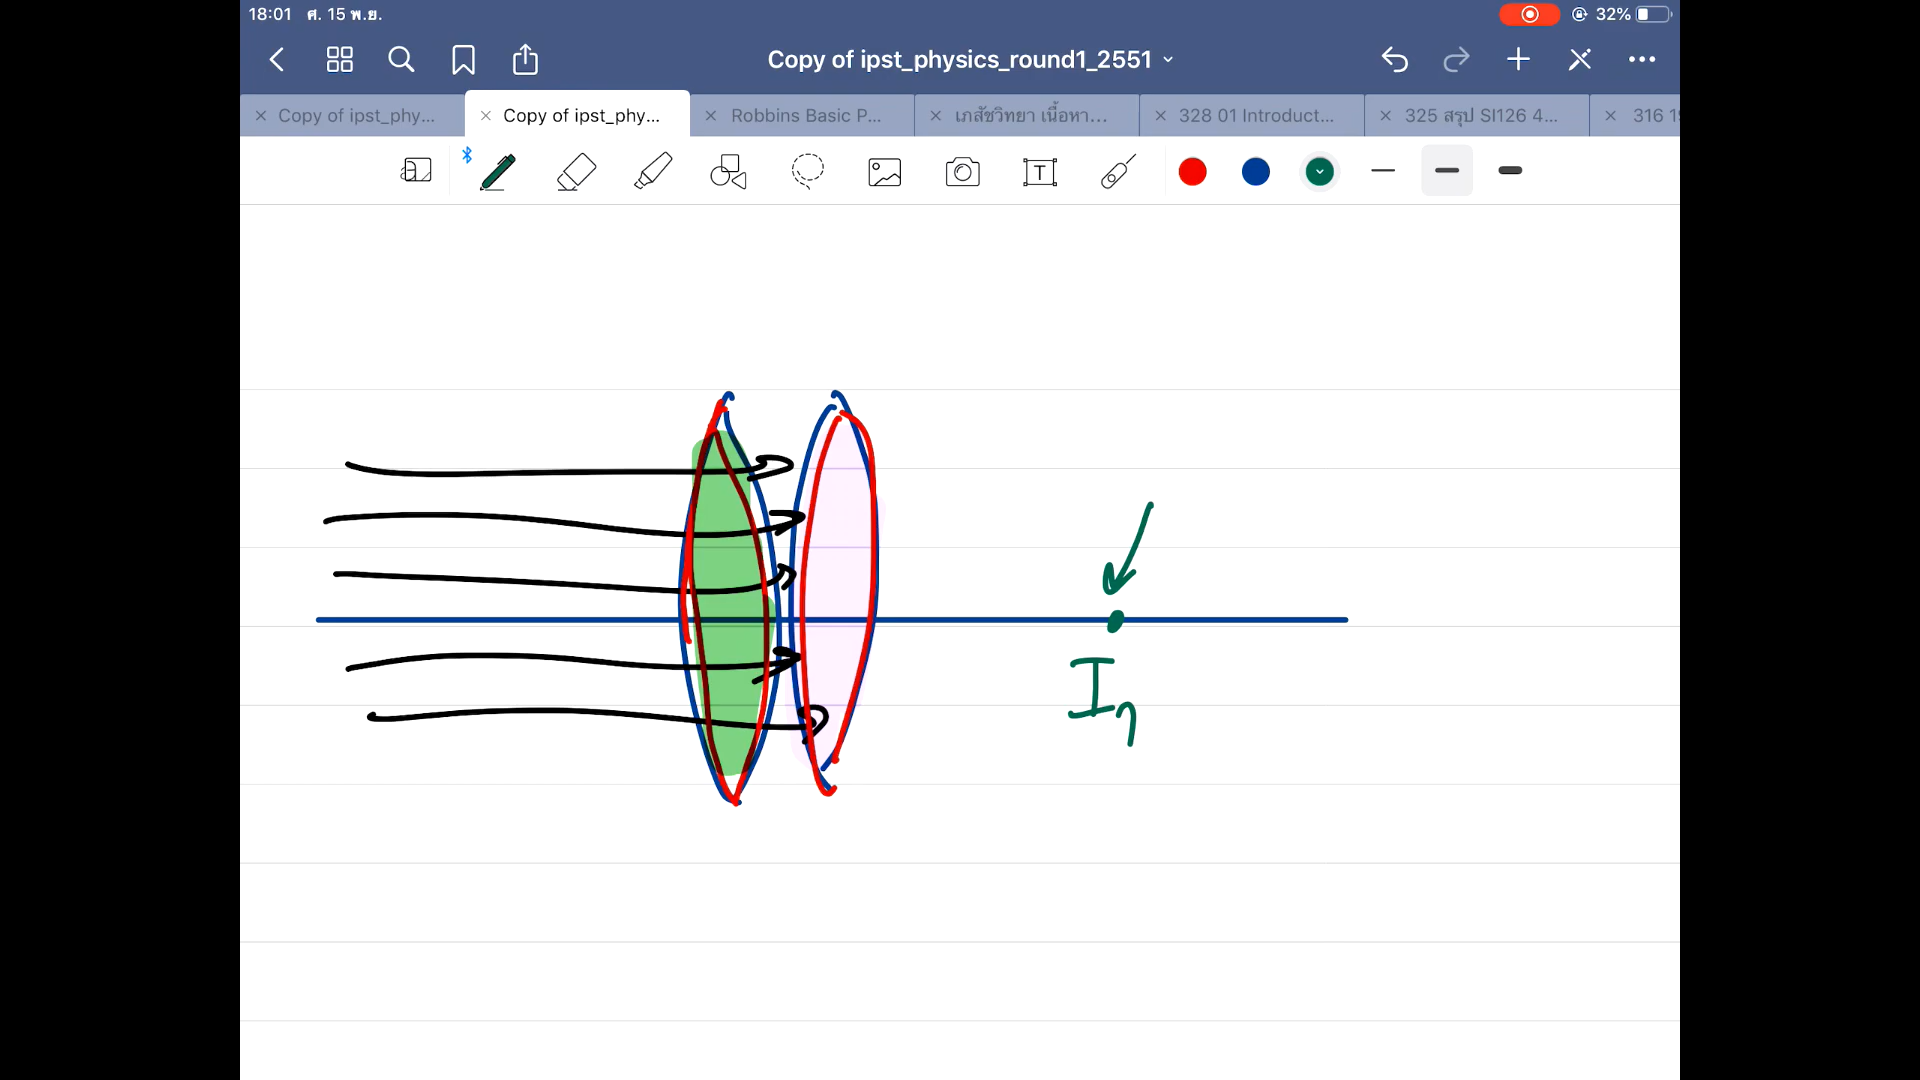 18:01 ศ. 15 พ.ย. 32%
Copy of ipst_physics_round1_2551
Copy of ipst_phy...
Copy of ipst_phy...
Robbins Basic P...
เภสัชวิทยา เนื้อหา...
328 01 Introduct...
325 สรุป SI126 4...
316 1
T